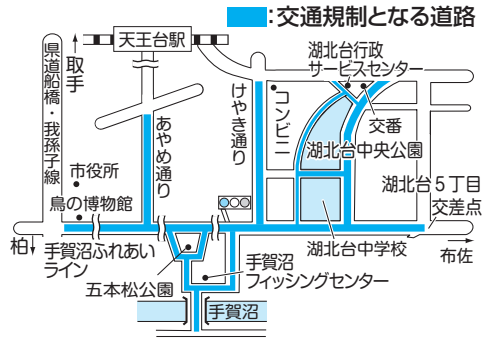 :交通規制となる道路
天王台駅
県道船橋・我孫子線
取手
湖北台行政
サービスセンター
けやき通り
コンビニ
交番
あやめ通り
湖北台中央公園
市役所
湖北台5丁目
交差点
鳥の博物館
柏
手賀沼ふれあい
ライン
湖北台中学校
布佐
手賀沼
フィッシングセンター
五本松公園
手賀沼